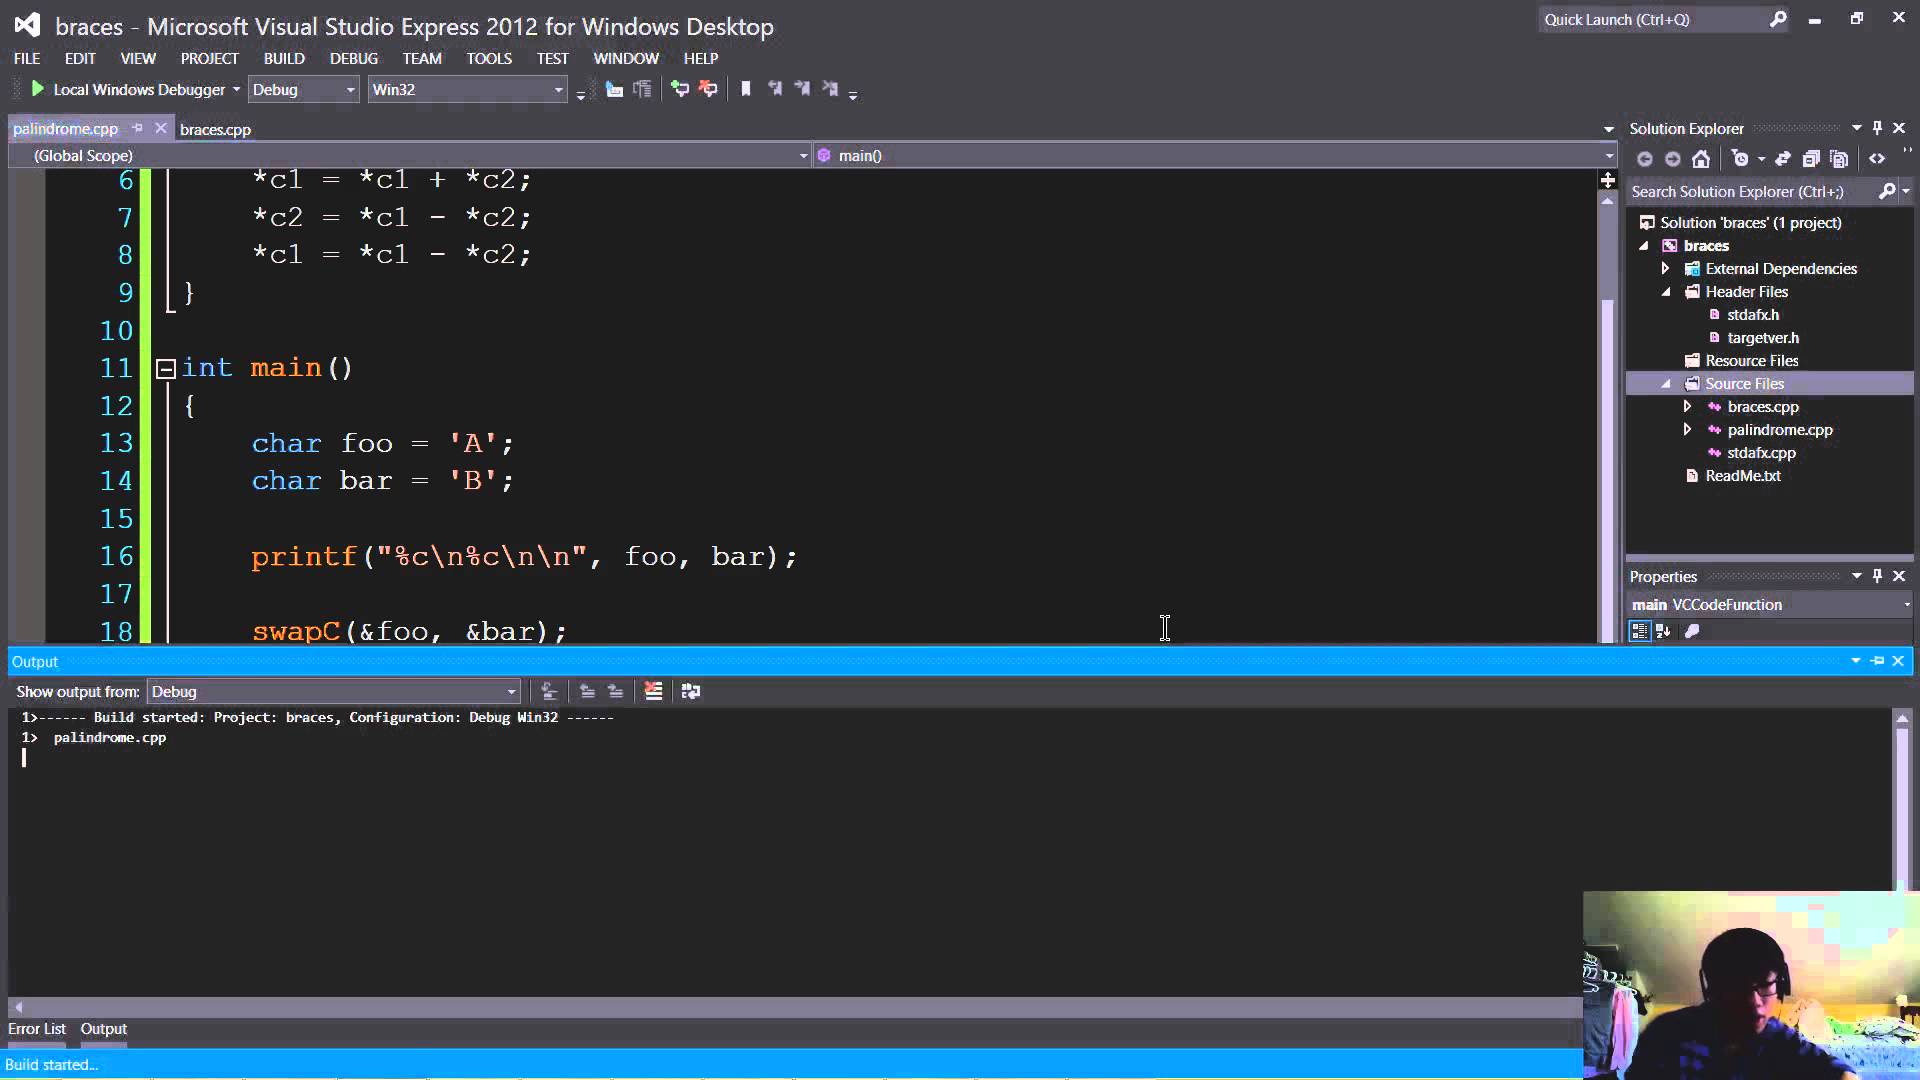 braces - Microsoft Visual Studio Express 2012 for Windows Desktop
Quick Launch (Ctrl+Q)
FILE EDIT VIEW PROJECT BUILD DEBUG TEAM TOOLS TEST WINDOW HELP
Local Windows Debugger Debug Win32
palindrome.cpp braces.cpp
(Global Scope) main()
6 *c1 = *c1 + *c2;
7 *c2 = *c1 - *c2;
8 *c1 = *c1 - *c2;
9 }
10
11 int main()
12 {
13 char foo = 'A';
14 char bar = 'B';
15
16 printf("%c\n%c\n\n", foo, bar);
17
18 swapC(&foo, &bar);
Solution Explorer
Search Solution Explorer (Ctrl+;)
Solution 'braces' (1 project)
braces
External Dependencies
Header Files
stdafx.h
targetver.h
Resource Files
Source Files
braces.cpp
palindrome.cpp
stdafx.cpp
ReadMe.txt
Properties
main VCCodeFunction
Output
Show output from: Debug
1>------ Build started: Project: braces, Configuration: Debug Win32 ------
1> palindrome.cpp
Error List Output
Build started...